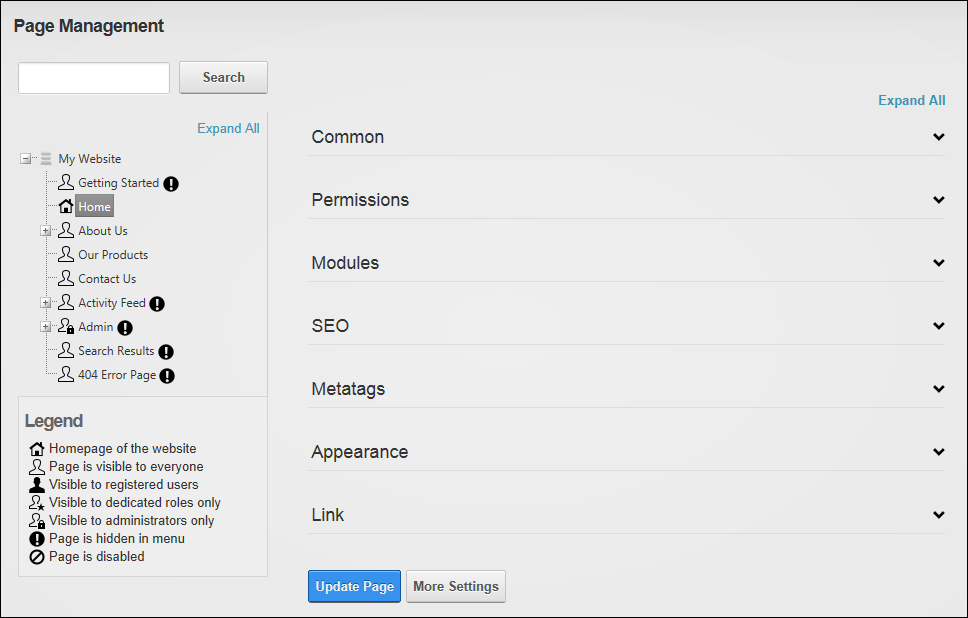 Page Management
Search
Expand All
My Website
Getting Started
Home
About Us
Our Products
Contact Us
Activity Feed
Admin
Search Results
404 Error Page
Legend
Homepage of the website
Page is visible to everyone
Visible to registered users
Visible to dedicated roles only
Visible to administrators only
Page is hidden in menu
Page is disabled
Expand All
Common
Permissions
Modules
SEO
Metatags
Appearance
Link
Update Page
More Settings